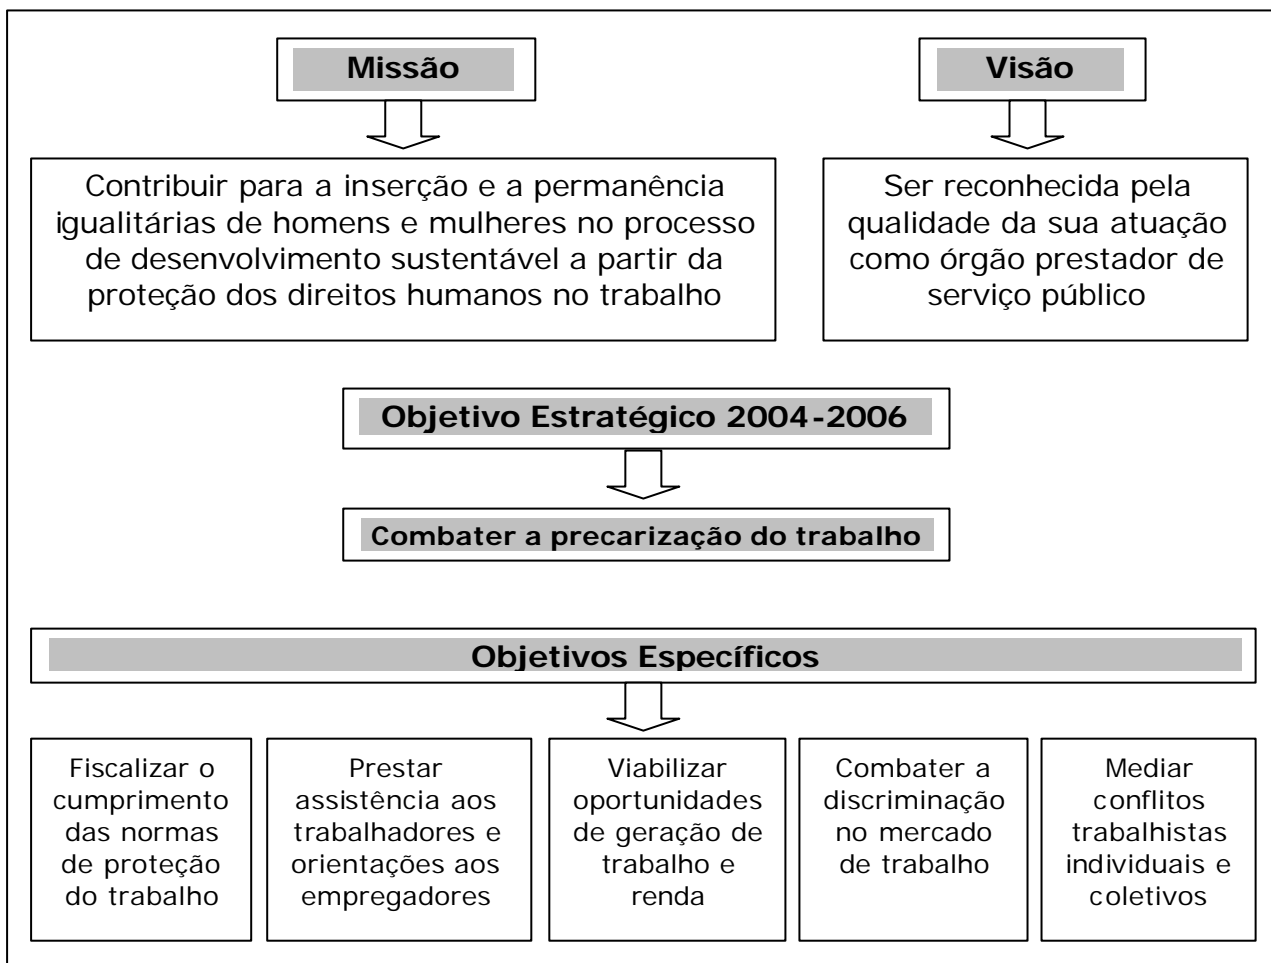 Missão
Contribuir para a inserção e a permanência
igualitárias de homens e mulheres no processo
de desenvolvimento sustentável a partir da
proteção dos direitos humanos no trabalho
Visão
Ser reconhecida pela
qualidade da sua atuação
como órgão prestador de
serviço público
Objetivo Estratégico 2004-2006
Combater a precarização do trabalho
Objetivos Específicos
Fiscalizar o
cumprimento
das normas
de proteção
do trabalho
Prestar
assistência aos
trabalhadores e
orientações aos
empregadores
Viabilizar
oportunidades
de geração de
trabalho e
renda
Combater a
discriminação
no mercado
de trabalho
Mediar
conflitos
trabalhistas
individuais e
coletivos